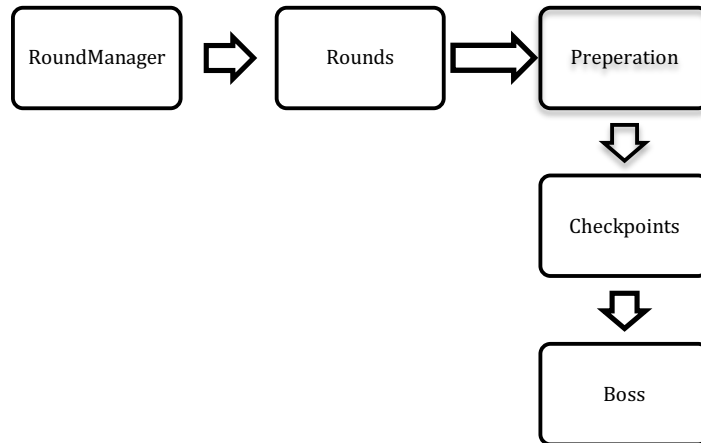 RoundManager
Rounds
Preperation
Checkpoints
Boss